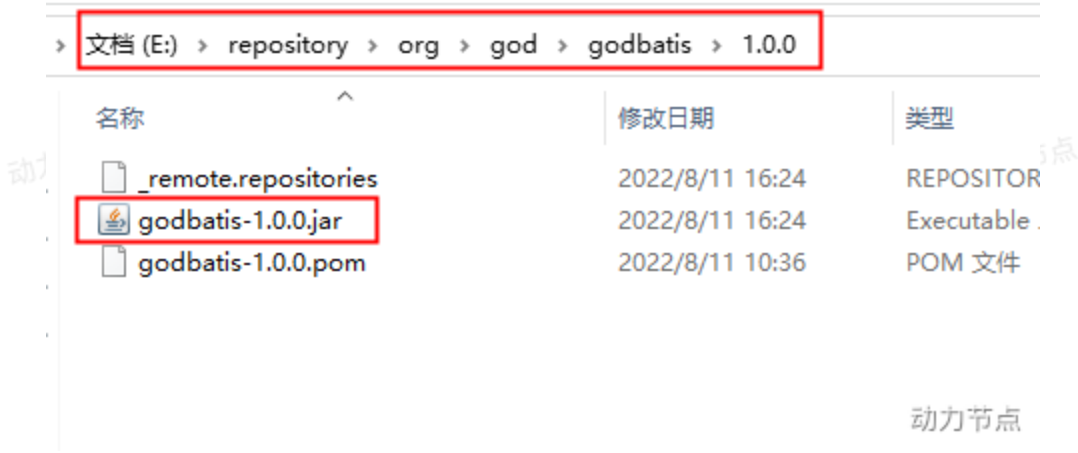 文档 (E:) > repository > org > god > godbatis > 1.0.0
名称 修改日期 类型
_remote.repositories 2022/8/11 16:24 REPOSITOR
godbatis-1.0.0.jar 2022/8/11 16:24 Executable
godbatis-1.0.0.pom 2022/8/11 10:36 POM 文件
动力节点